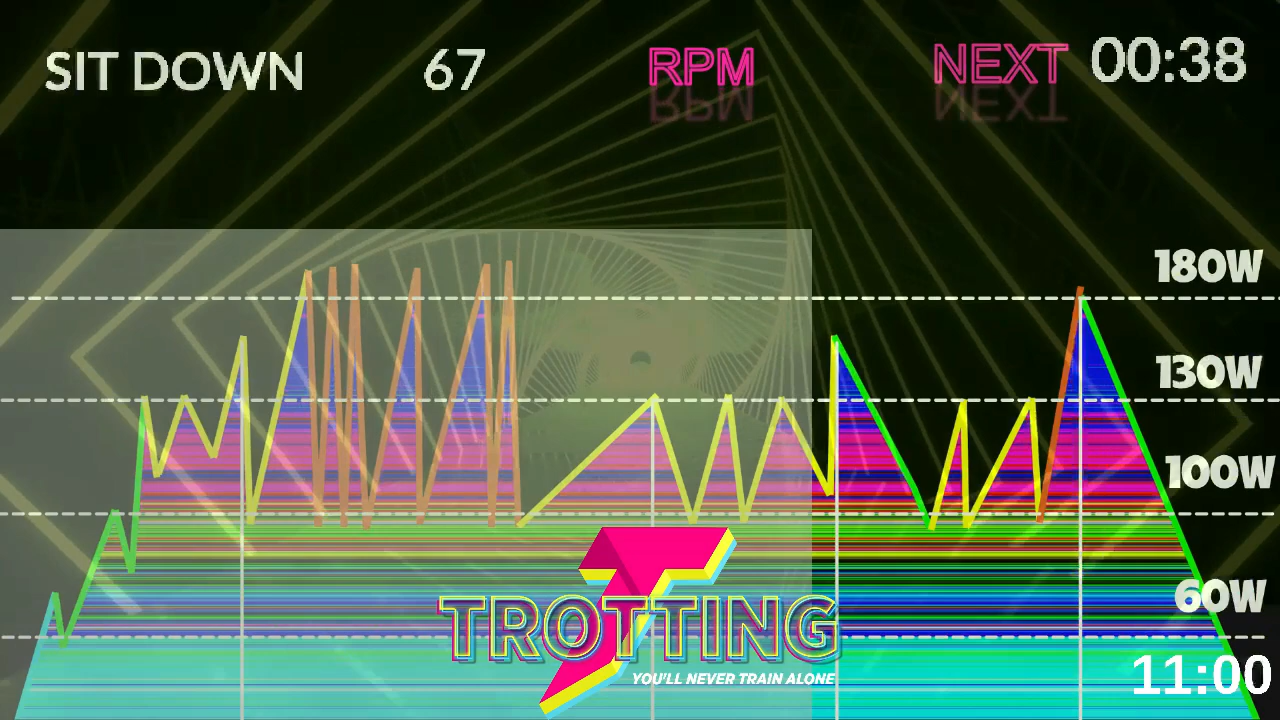 SIT DOWN 67 RPM NEXT 00:38
180W
130W
100W
60W
TROTTING
YOU'LL NEVER TRAIN ALONE
11:00